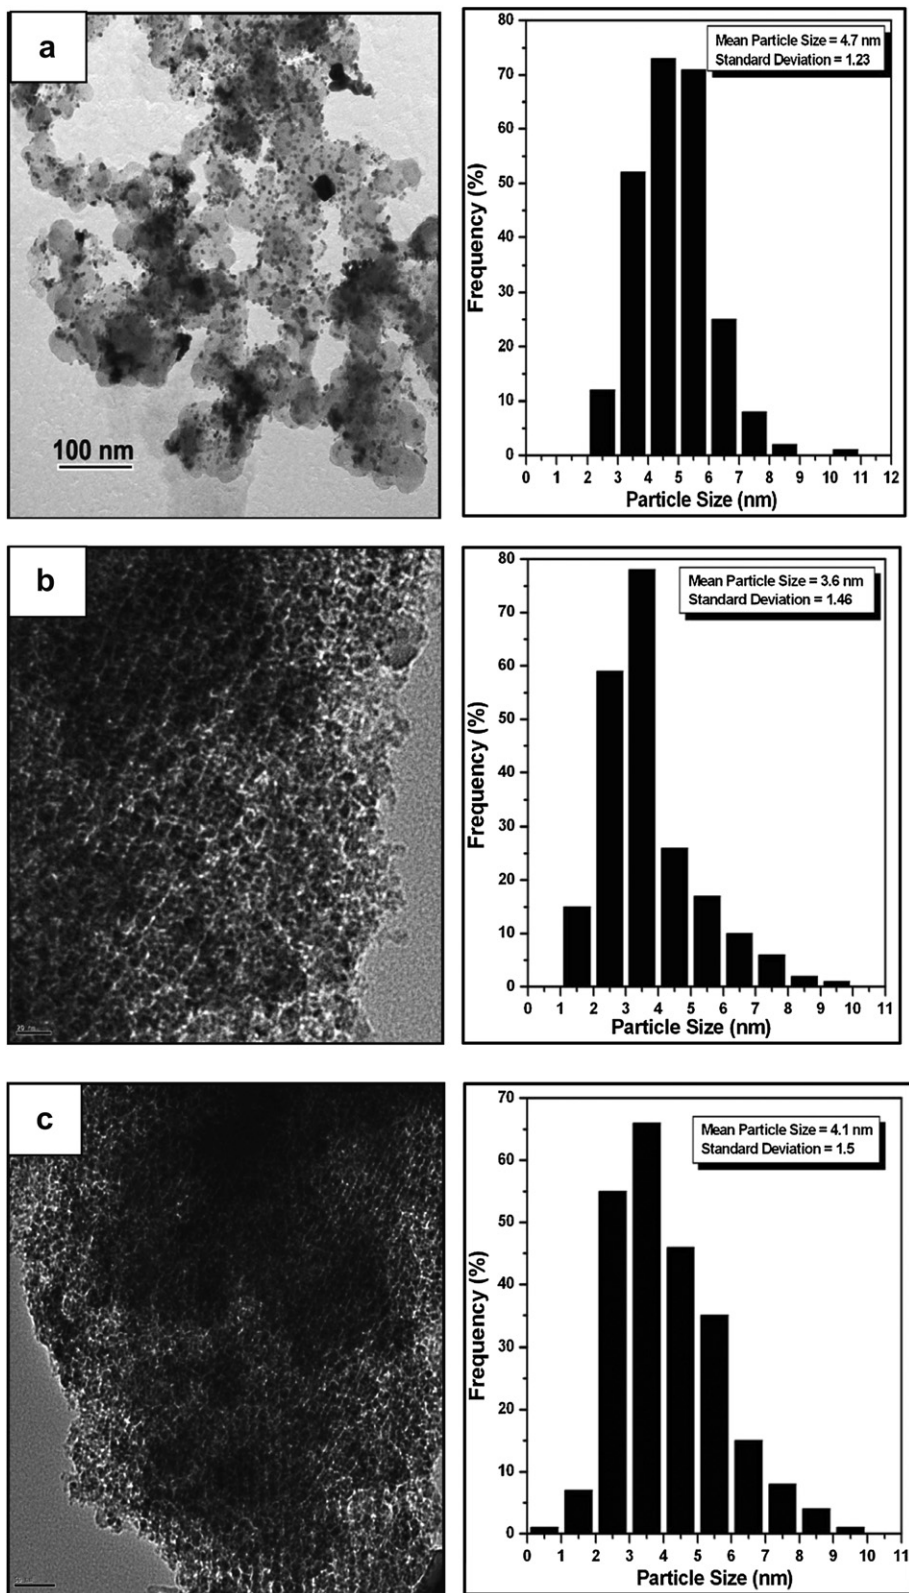 a
100 nm
Mean Particle Size = 4.7 nm
Standard Deviation = 1.23
Frequency (%)
80
70
60
50
40
30
20
10
0
0 1 2 3 4 5 6 7 8 9 10 11 12
Particle Size (nm)
b
Mean Particle Size = 3.6 nm
Standard Deviation = 1.46
Frequency (%)
80
70
60
50
40
30
20
10
0
0 1 2 3 4 5 6 7 8 9 10 11
Particle Size (nm)
c
Mean Particle Size = 4.1 nm
Standard Deviation = 1.5
Frequency (%)
70
60
50
40
30
20
10
0
0 1 2 3 4 5 6 7 8 9 10 11
Particle Size (nm)